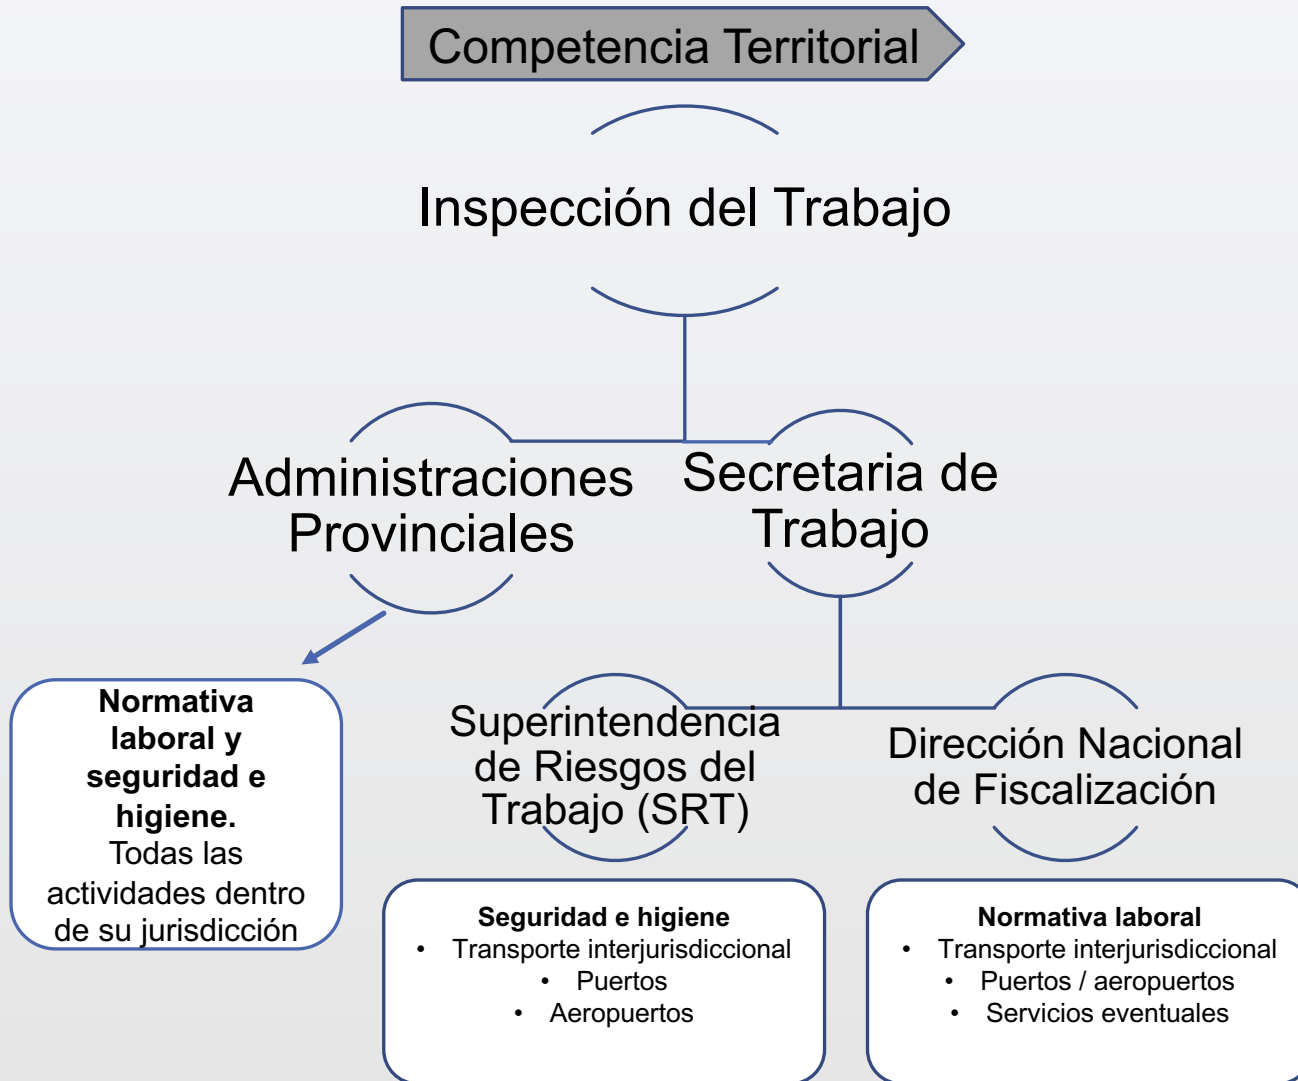 Competencia Territorial
Inspección del Trabajo
Administraciones
Provinciales
Secretaria de
Trabajo
Normativa
laboral y
seguridad e
higiene.
Todas las
actividades dentro
de su jurisdicción
Superintendencia
de Riesgos del
Trabajo (SRT)
Dirección Nacional
de Fiscalización
Seguridad e higiene
• Transporte interjurisdiccional
• Puertos
• Aeropuertos
Normativa laboral
• Transporte interjurisdiccional
• Puertos / aeropuertos
• Servicios eventuales